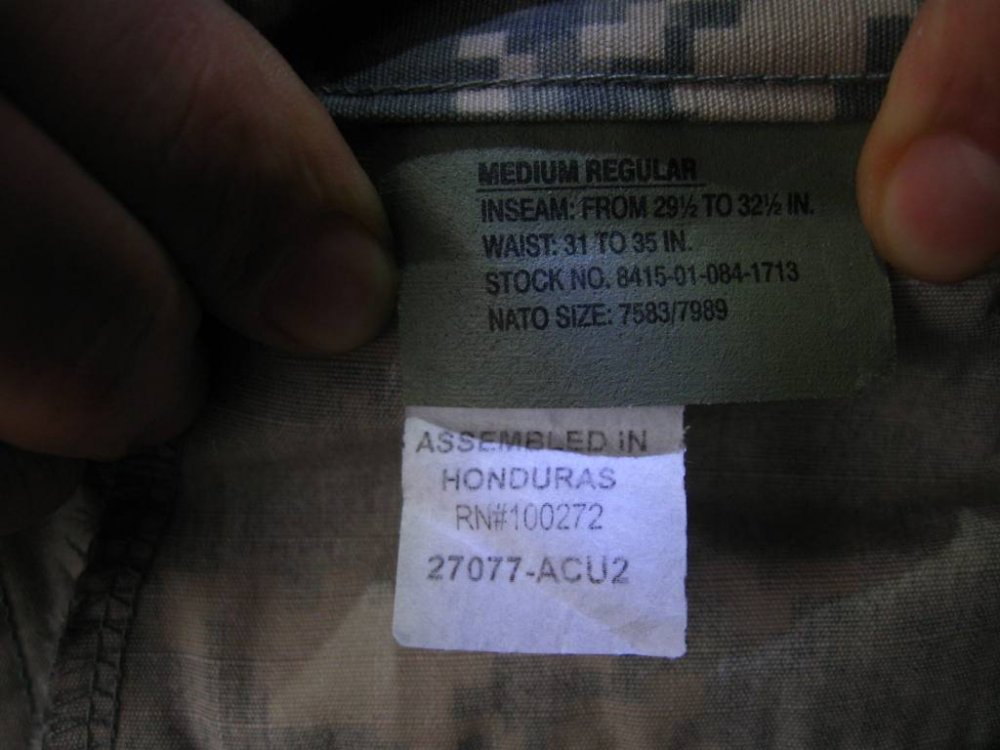 MEDIUM REGULAR
INSEAM: FROM 29½ TO 32½ IN.
WAIST: 31 TO 35 IN.
STOCK NO. 8415-01-084-1713
NATO SIZE: 7583/7989
ASSEMBLED IN
HONDURAS
RN#100272
27077-ACU2